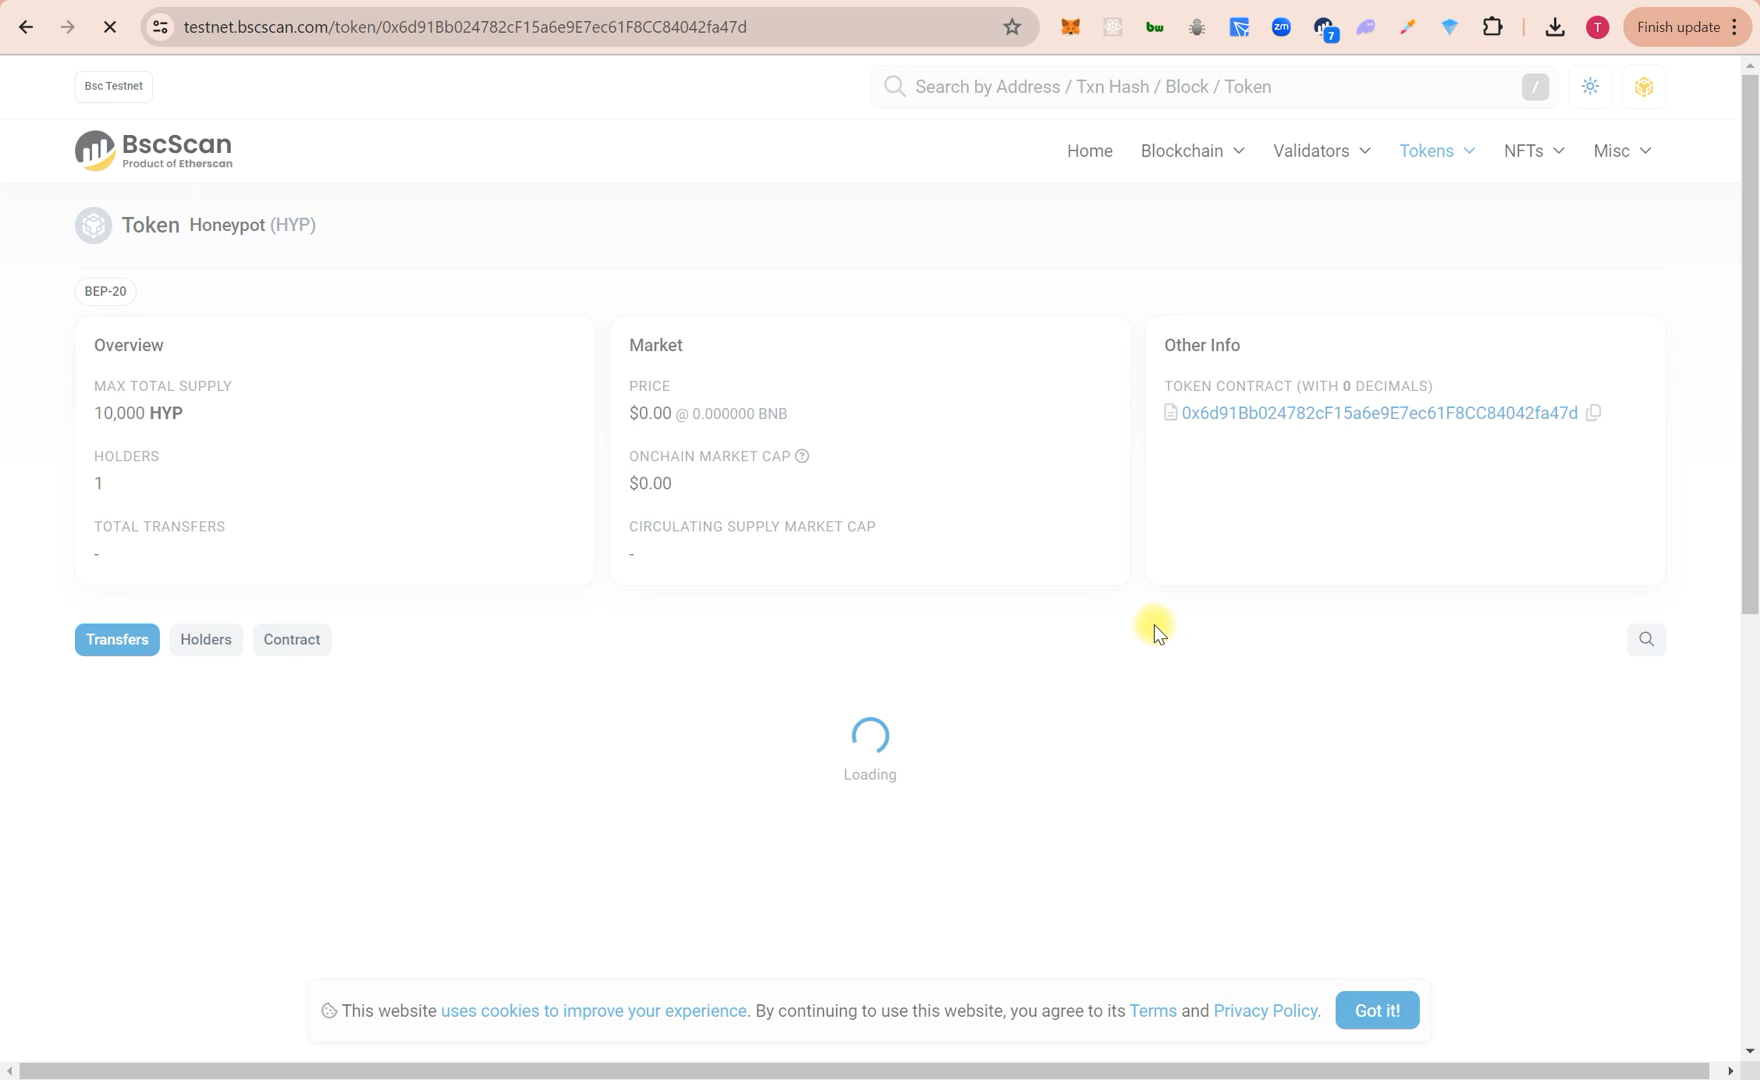 testnet.bscscan.com/token/0x6d91Bb024782cF15a6e9E7ec61F8CC84042fa47d
bw
zm
7
T
Finish update
Bsc Testnet
Search by Address / Txn Hash / Block / Token
/
BscScan
Product of Etherscan
Home
Blockchain
Validators
Tokens
NFTs
Misc
Token Honeypot (HYP)
BEP-20
Overview
MAX TOTAL SUPPLY
10,000 HYP
HOLDERS
1
TOTAL TRANSFERS
-
Market
PRICE
$0.00 @ 0.000000 BNB
ONCHAIN MARKET CAP
$0.00
CIRCULATING SUPPLY MARKET CAP
-
Other Info
TOKEN CONTRACT (WITH 0 DECIMALS)
0x6d91Bb024782cF15a6e9E7ec61F8CC84042fa47d
Transfers
Holders
Contract
Loading
This website uses cookies to improve your experience. By continuing to use this website, you agree to its Terms and Privacy Policy.
Got it!